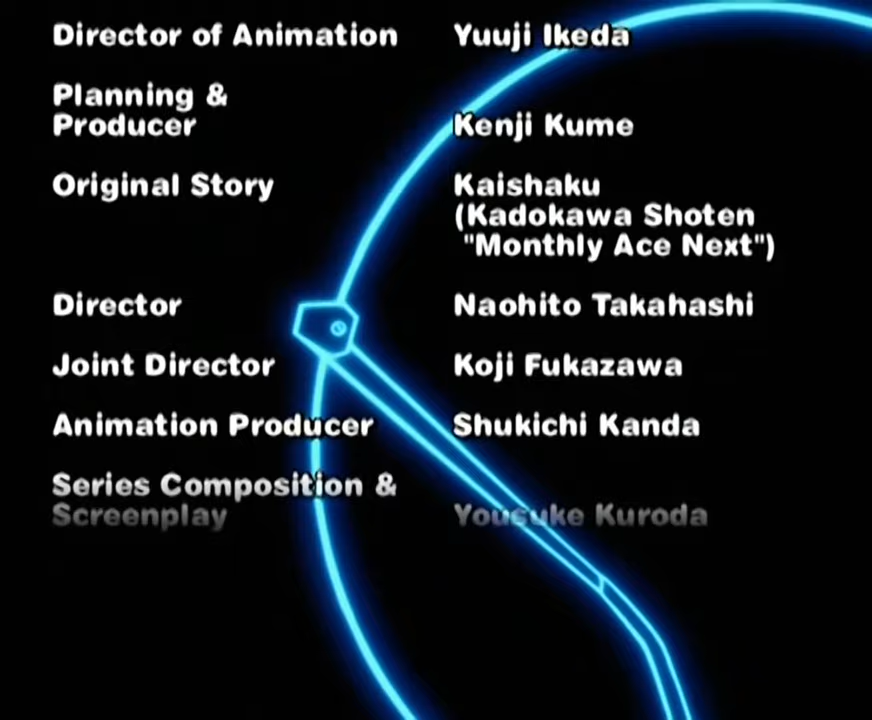 Director of Animation Yuuji Ikeda
Planning &
Producer Kenji Kume
Original Story Kaishaku
(Kadokawa Shoten
"Monthly Ace Next")
Director Naohito Takahashi
Joint Director Koji Fukazawa
Animation Producer Shukichi Kanda
Series Composition &
Screenplay Yousuke Kuroda